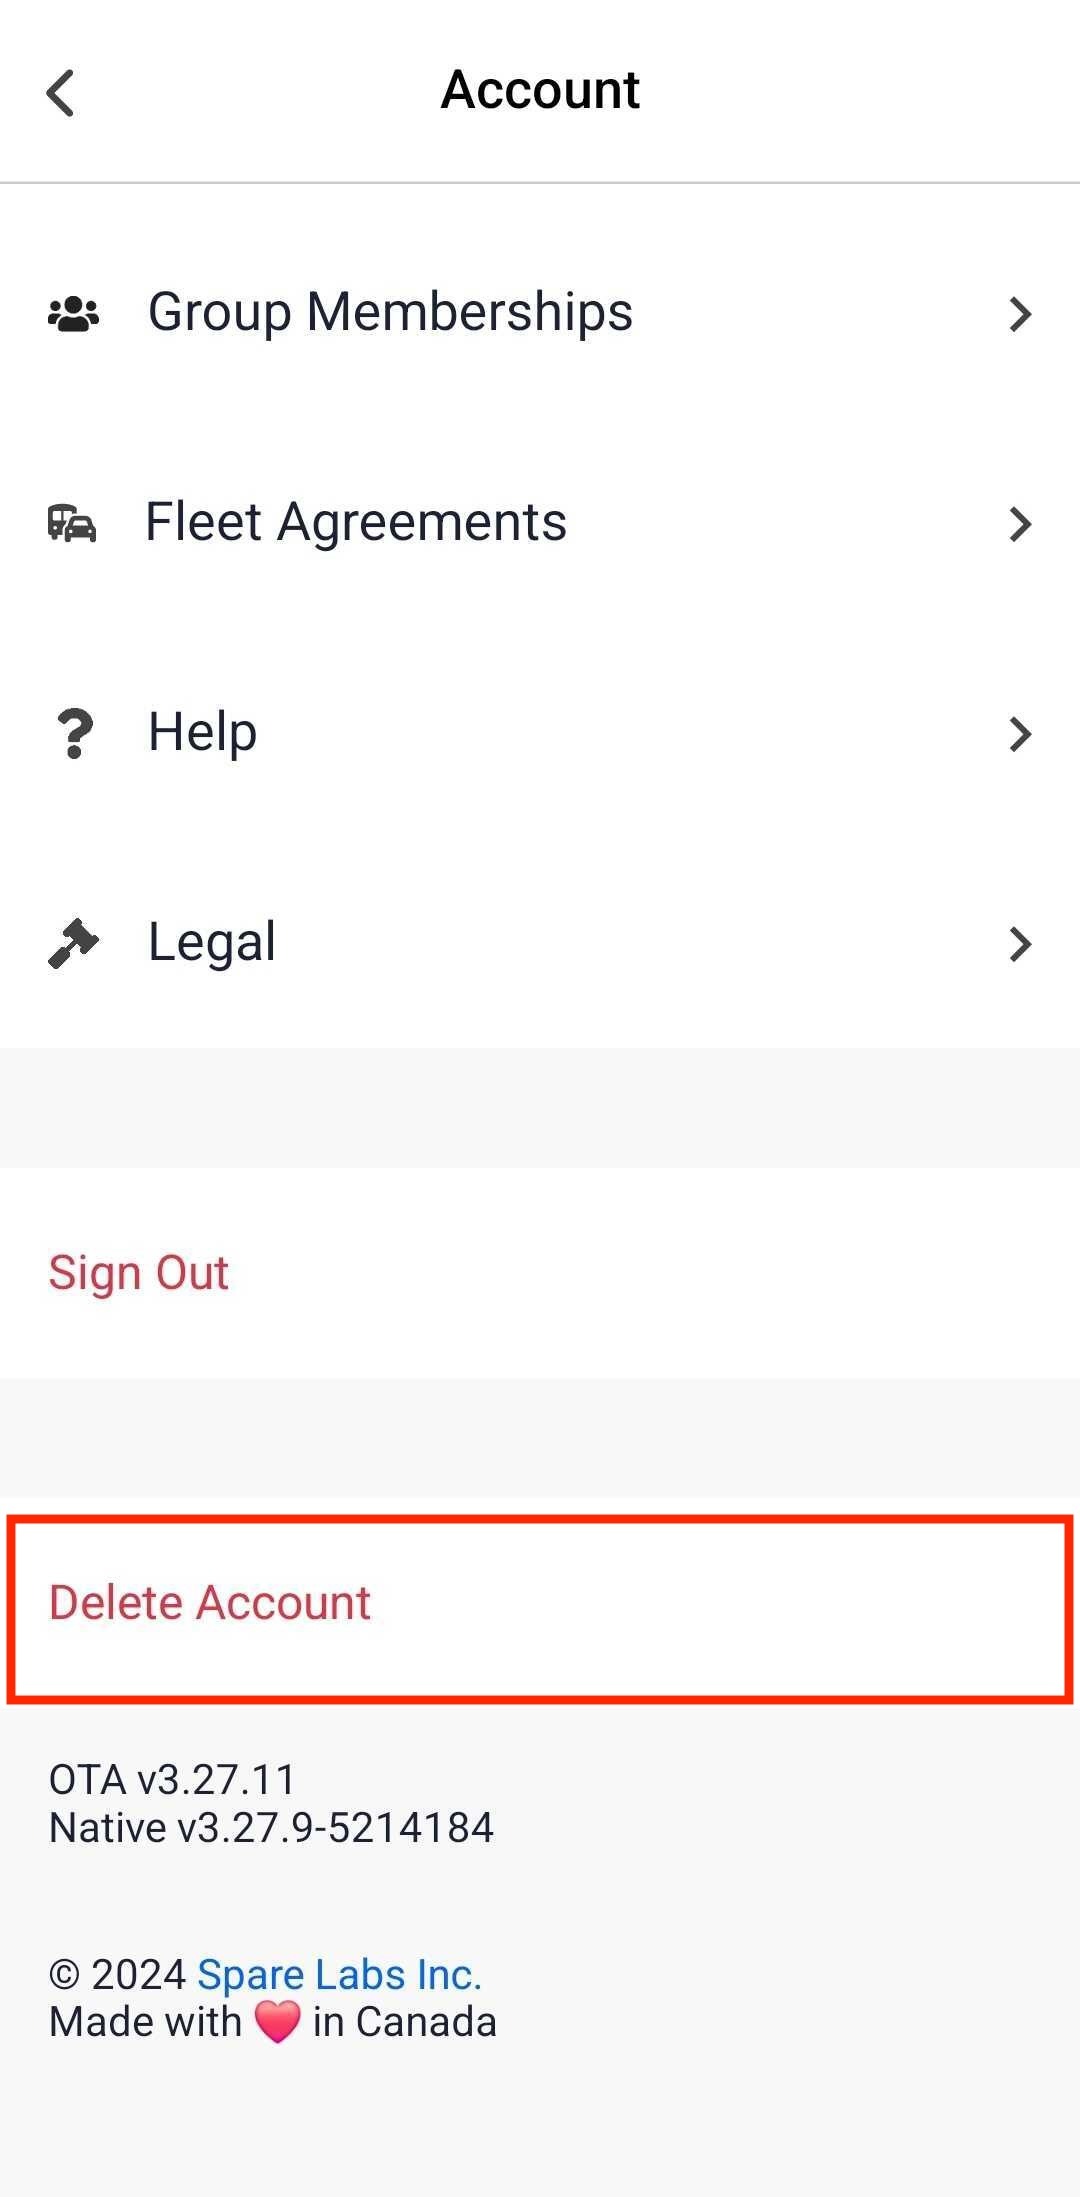 Account
Group Memberships
Fleet Agreements
Help
Legal
Sign Out
Delete Account
OTA v3.27.11
Native v3.27.9-5214184
© 2024 Spare Labs Inc.
Made with ❤️ in Canada